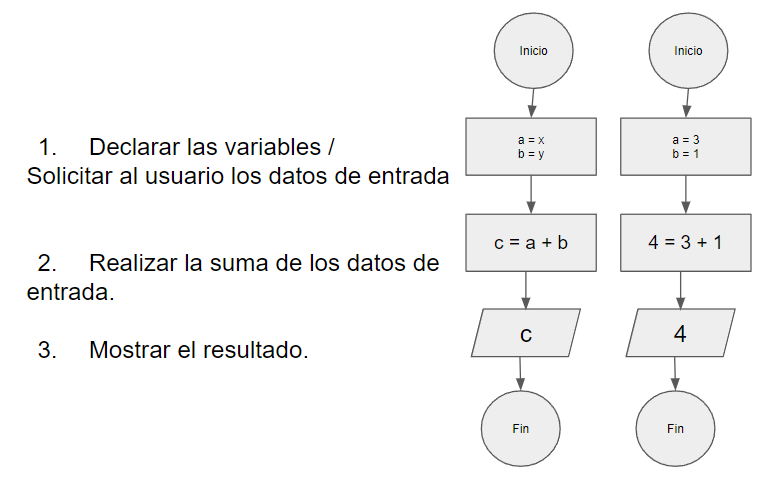 1. Declarar las variables /
Solicitar al usuario los datos de entrada
2. Realizar la suma de los datos de
entrada.
3. Mostrar el resultado.
Inicio
a = x
b = y
c = a + b
c
Fin
Inicio
a = 3
b = 1
4 = 3 + 1
4
Fin